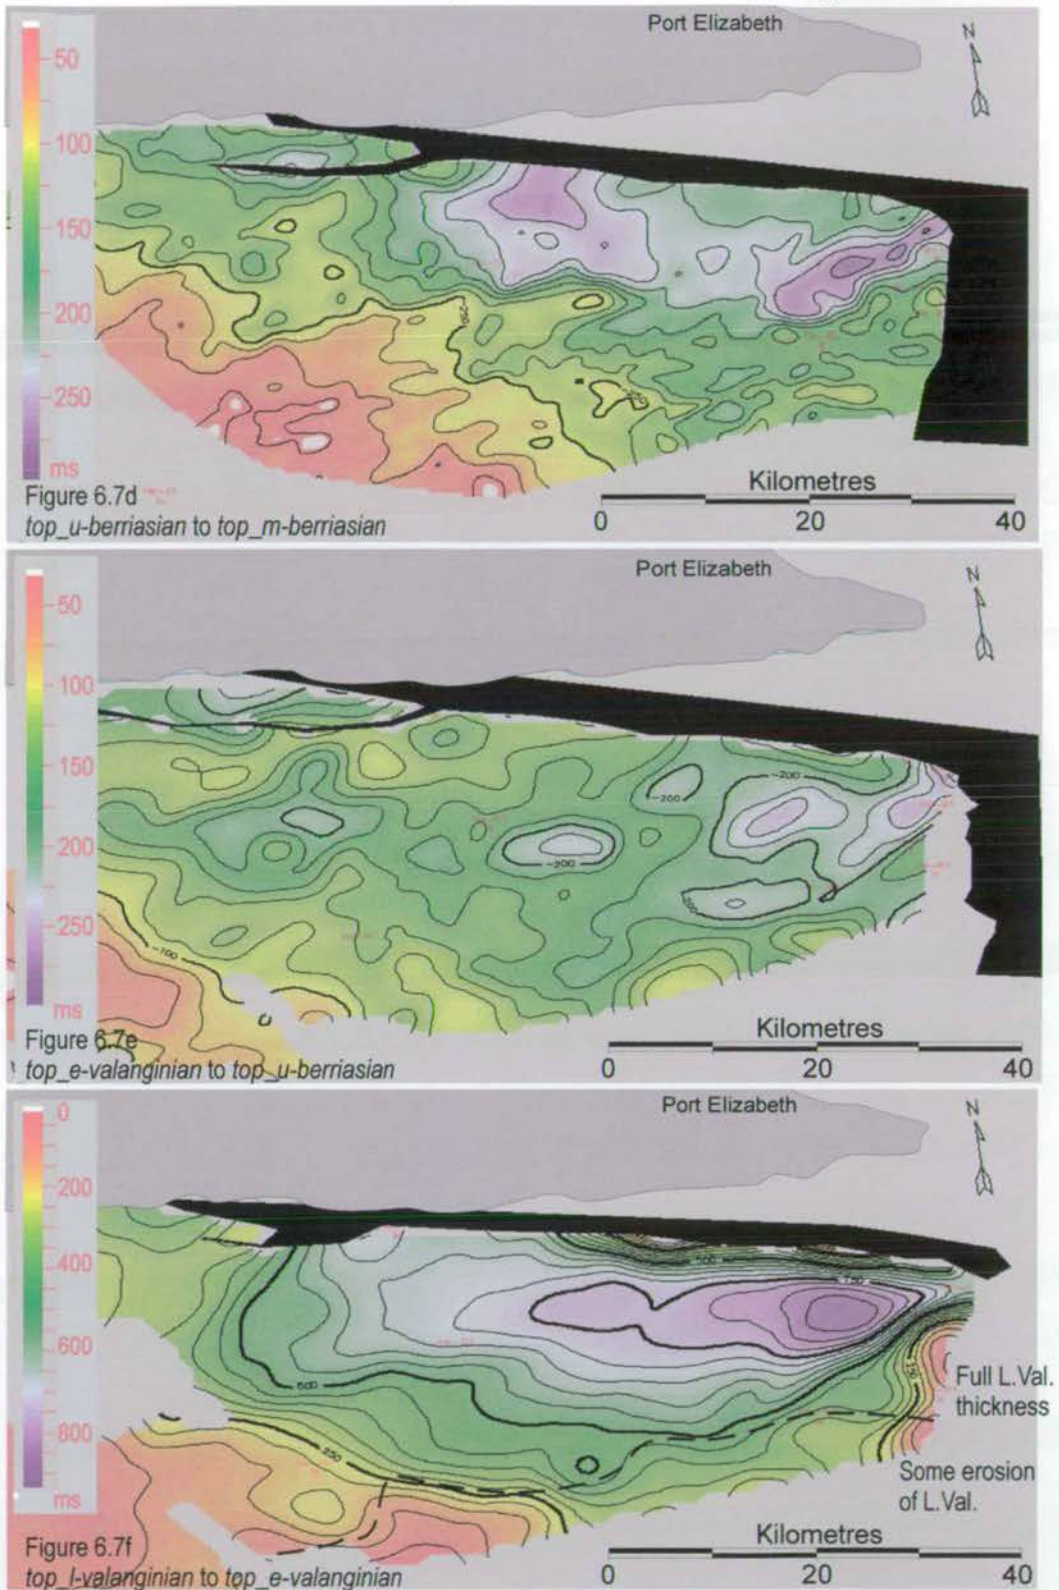 Port Elizabeth
N
50
100
150
200
250
ms
Figure 6.7d
top_u-berriasian to top_m-berriasian
Kilometres
0 20 40
Port Elizabeth
N
50
100
150
200
250
ms
-200
-200
-200
-100
Figure 6.7e
top_e-valanginian to top_u-berriasian
Kilometres
0 20 40
Port Elizabeth
N
0
200
400
600
800
ms
500
250
Full L.Val.
thickness
Some erosion
of L.Val.
Figure 6.7f
top_l-valanginian to top_e-valanginian
Kilometres
0 20 40